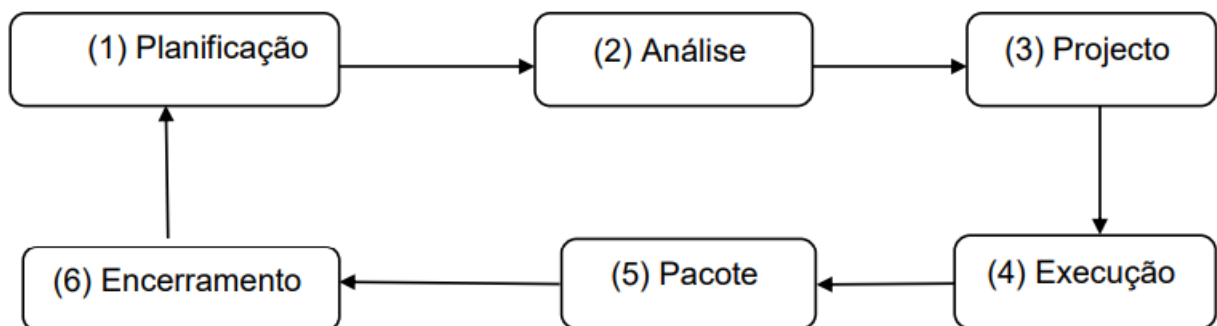 (1) Planificação
(2) Análise
(3) Projecto
(4) Execução
(5) Pacote
(6) Encerramento